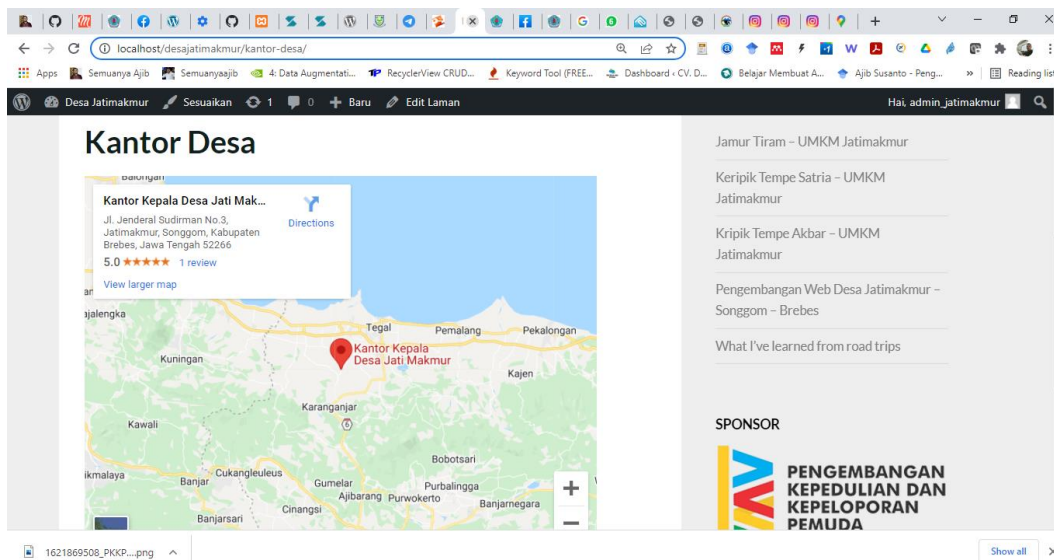 localhost/desajatimakmur/kantor-desa/
Apps
Semuanya Ajib
Semuanyaajib
4: Data Augmentati...
RecyclerView CRUD...
Keyword Tool (FREE...
Dashboard ‹ CV. D...
Belajar Membuat A...
Ajib Susanto - Peng...
»
Reading list
Desa Jatimakmur
Sesuaikan
1
0
Baru
Edit Laman
Hai, admin_jatimakmur
Kantor Desa
Balongan
Kantor Kepala Desa Jati Mak...
Jl. Jenderal Sudirman No.3,
Jatimakmur, Songgom, Kabupaten
Brebes, Jawa Tengah 52266
Directions
5.0 ★★★★★ 1 review
View larger map
ajalengka
Tegal
Pemalang
Pekalongan
Kantor Kepala
Desa Jati Makmur
Kuningan
Kajen
Karanganjar
6
Kawali
Bobotsari
ikmalaya
Banjar
Cukangleuleus
Gumelar
Purbalingga
Ajibarang
Purwokerto
Cinangsi
Banjarnegara
Banjarsari
+
−
Jamur Tiram – UMKM Jatimakmur
Keripik Tempe Satria – UMKM
Jatimakmur
Kripik Tempe Akbar – UMKM
Jatimakmur
Pengembangan Web Desa Jatimakmur –
Songgom – Brebes
What I've learned from road trips
SPONSOR
PENGEMBANGAN
KEPEDULIAN DAN
KEPELOPORAN
PEMUDA
1621869508_PKKP....png
Show all